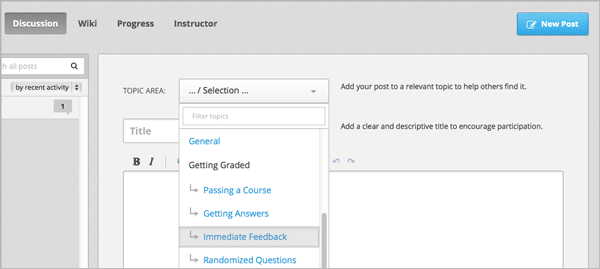 Discussion Wiki Progress Instructor New Post
ch all posts
by recent activity
1
TOPIC AREA: ... / Selection ... Add your post to a relevant topic to help others find it.
Filter topics
Title Add a clear and descriptive title to encourage participation.
General
B I
Getting Graded
Passing a Course
Getting Answers
Immediate Feedback
Randomized Questions